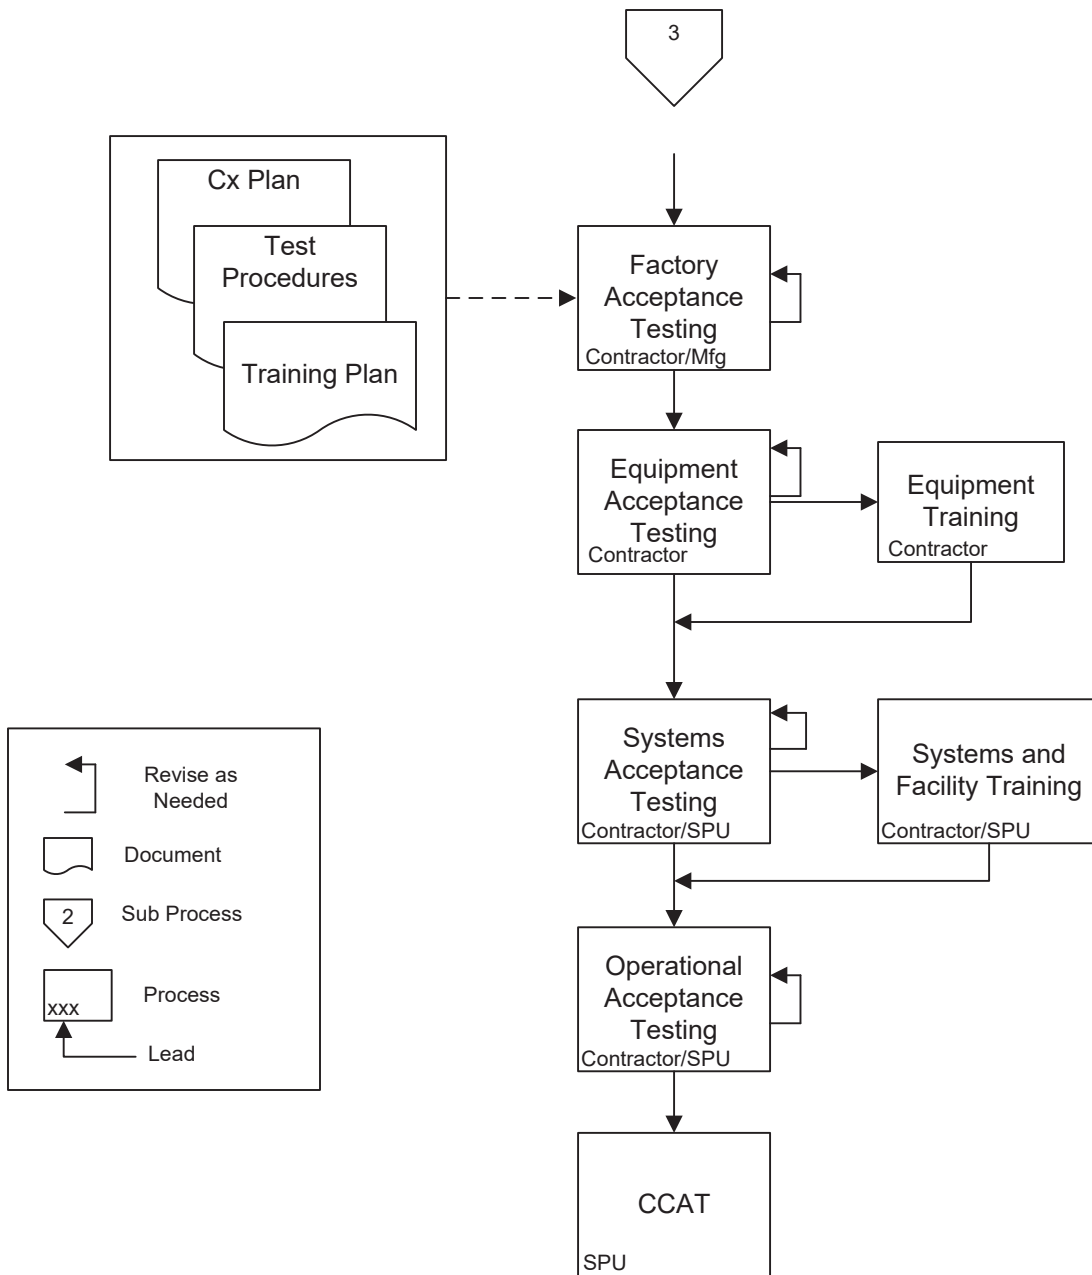 3
Cx Plan
Test
Procedures
Training Plan
Factory
Acceptance
Testing
Contractor/Mfg
Equipment
Acceptance
Testing
Contractor
Equipment
Training
Contractor
Systems
Acceptance
Testing
Contractor/SPU
Systems and
Facility Training
Contractor/SPU
Revise as
Needed
Document
2
Sub Process
xxx
Process
Lead
Operational
Acceptance
Testing
Contractor/SPU
CCAT
SPU